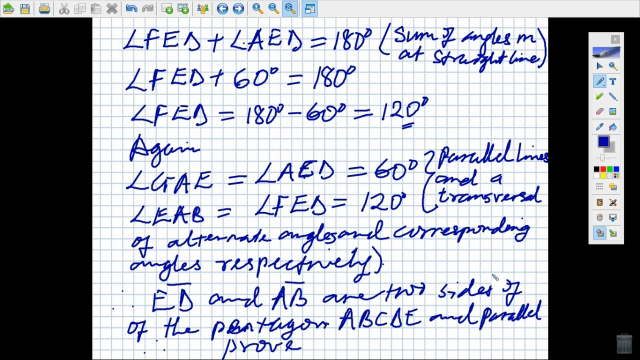 ∠FED + ∠AED = 180° (Sum of angles m at straight line)
∠FED + 60° = 180°
∠FED = 180° - 60° = 120°
Again
∠GAE = ∠AED = 60° } Parallel lines
∠EAB = ∠FED = 120° ( and a transversal
of alternate angles and corresponding
angles respectively)
∴ ED and AB are two sides of
of the pentagon ABCDE and parallel
∴ prove